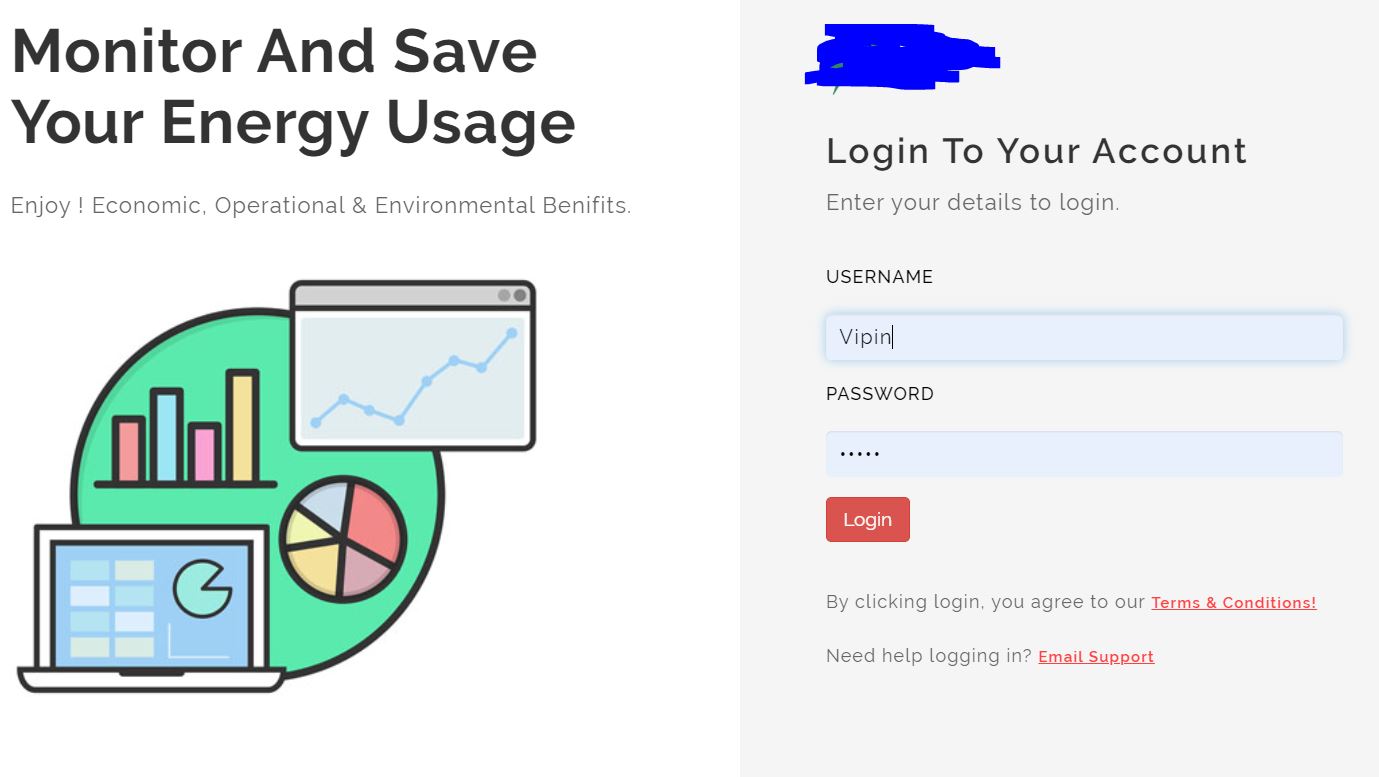 Monitor And Save
Your Energy Usage
Enjoy ! Economic, Operational & Environmental Benifits.
Login To Your Account
Enter your details to login.
USERNAME
Vipin
PASSWORD
•••••
Login
By clicking login, you agree to our Terms & Conditions!
Need help logging in? Email Support